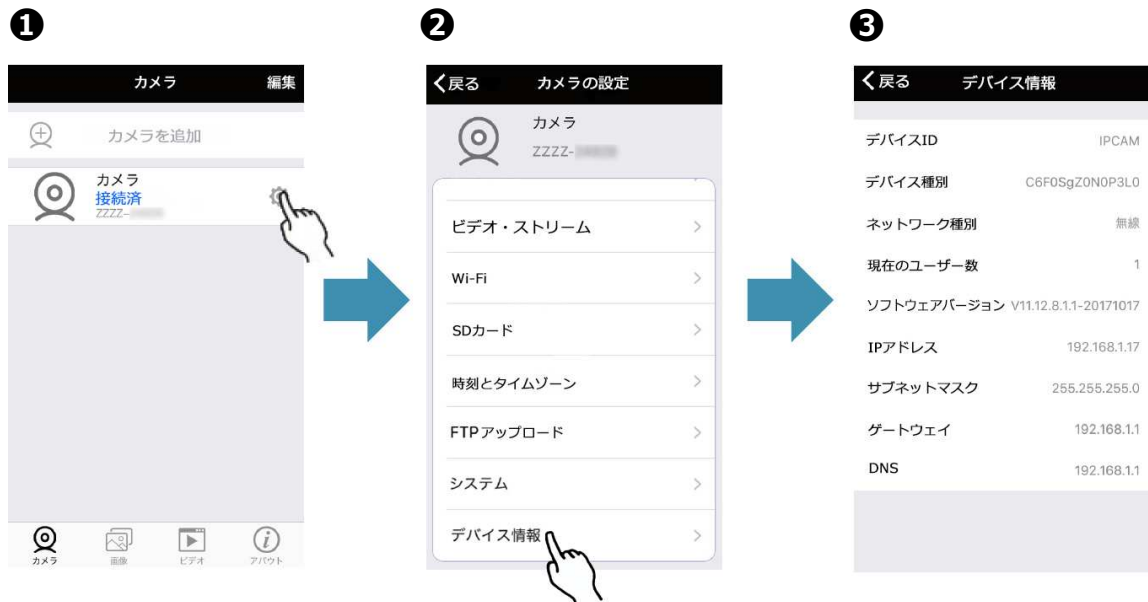 ❶
カメラ 編集
カメラを追加
カメラ
接続済
ZZZZ-
カメラ 画像 ビデオ アバウト
❷
戻る カメラの設定
カメラ
ZZZZ-
ビデオ・ストリーム
Wi-Fi
SDカード
時刻とタイムゾーン
FTPアップロード
システム
デバイス情報
❸
戻る デバイス情報
デバイスID IPCAM
デバイス種別 C6F0SgZ0N0P3L0
ネットワーク種別 無線
現在のユーザー数 1
ソフトウェアバージョン V11.12.8.1.1-20171017
IPアドレス 192.168.1.17
サブネットマスク 255.255.255.0
ゲートウェイ 192.168.1.1
DNS 192.168.1.1